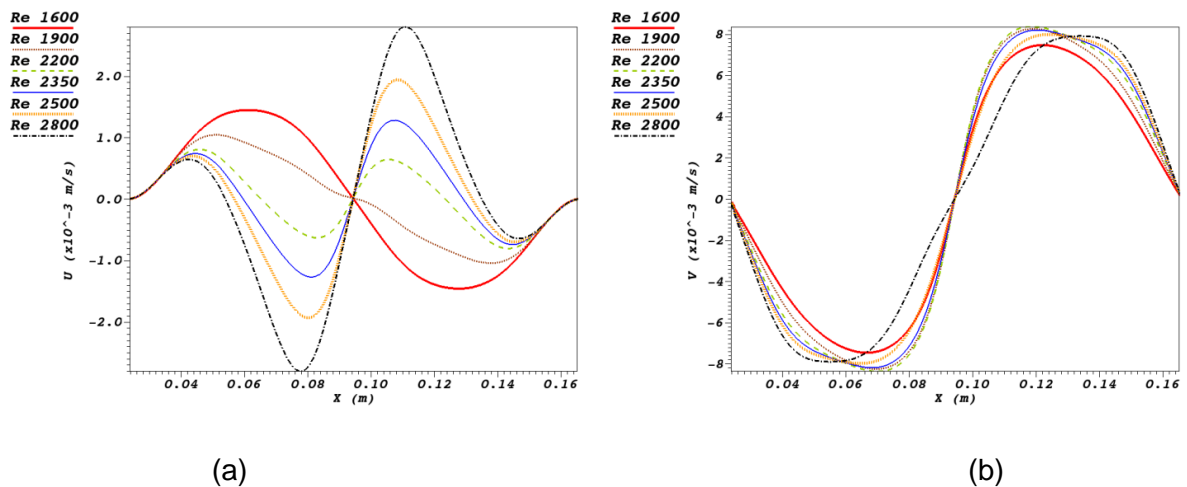 Re 1600
Re 1900
Re 2200
Re 2350
Re 2500
Re 2800
U (x10^-3 m/s)
2.0
1.0
0.0
-1.0
-2.0
0.04 0.06 0.08 0.10 0.12 0.14 0.16
X (m)
(a)
Re 1600
Re 1900
Re 2200
Re 2350
Re 2500
Re 2800
V (x10^-3 m/s)
8
6
4
2
0
-2
-4
-6
-8
0.04 0.06 0.08 0.10 0.12 0.14 0.16
X (m)
(b)